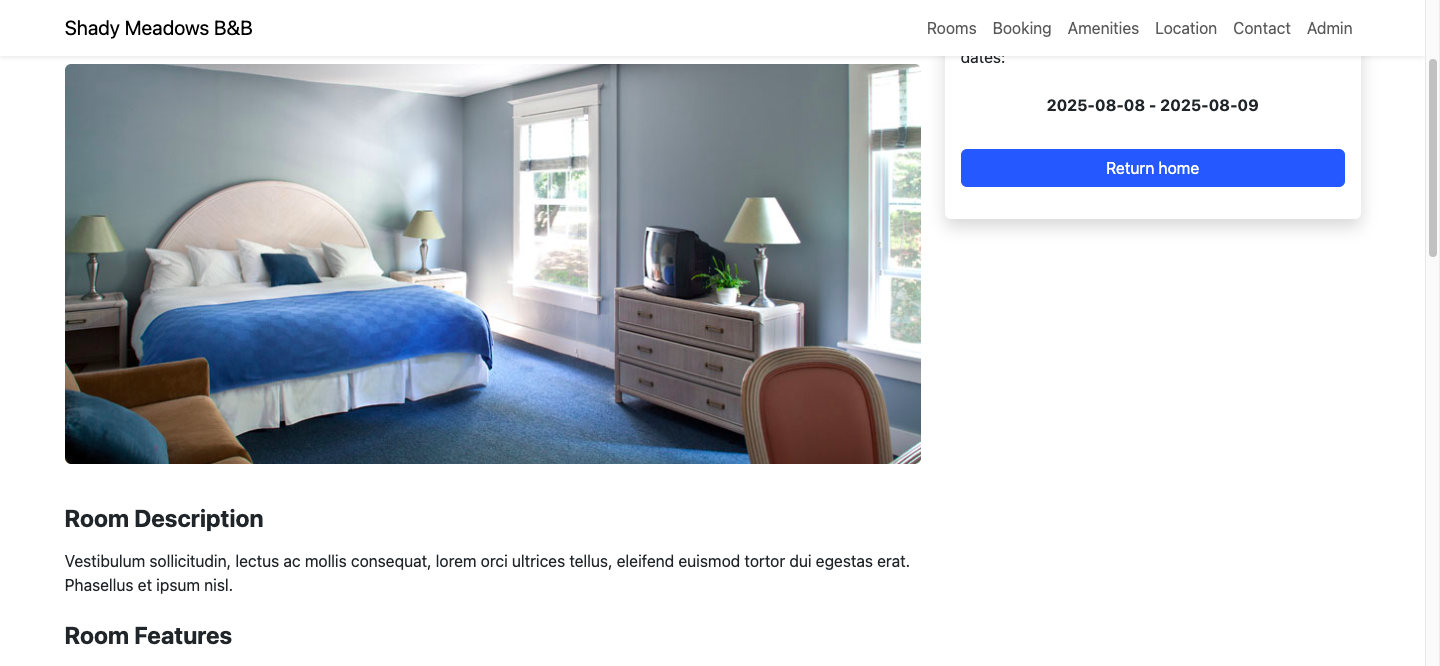 Shady Meadows B&B
Rooms Booking Amenities Location Contact Admin
dates:
2025-08-08 - 2025-08-09
Return home
Room Description
Vestibulum sollicitudin, lectus ac mollis consequat, lorem orci ultrices tellus, eleifend euismod tortor dui egestas erat.
Phasellus et ipsum nisl.
Room Features